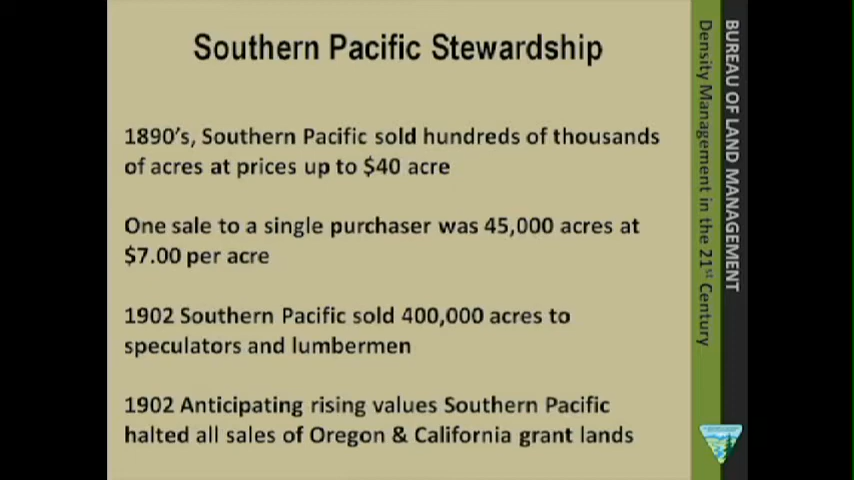 Southern Pacific Stewardship
1890's, Southern Pacific sold hundreds of thousands
of acres at prices up to $40 acre
One sale to a single purchaser was 45,000 acres at
$7.00 per acre
1902 Southern Pacific sold 400,000 acres to
speculators and lumbermen
1902 Anticipating rising values Southern Pacific
halted all sales of Oregon & California grant lands
BUREAU OF LAND MANAGEMENT
Density Management in the 21st Century